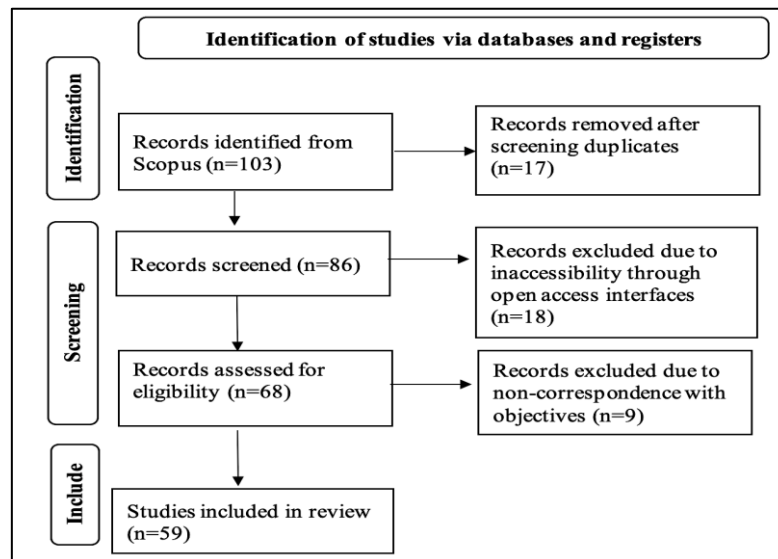 Identification of studies via databases and registers
Identification
Records identified from
Scopus (n=103)
Records removed after
screening duplicates
(n=17)
Screening
Records screened (n=86)
Records excluded due to
inaccessibility through
open access interfaces
(n=18)
Records assessed for
eligibility (n=68)
Records excluded due to
non-correspondence with
objectives (n=9)
Include
Studies included in review
(n=59)